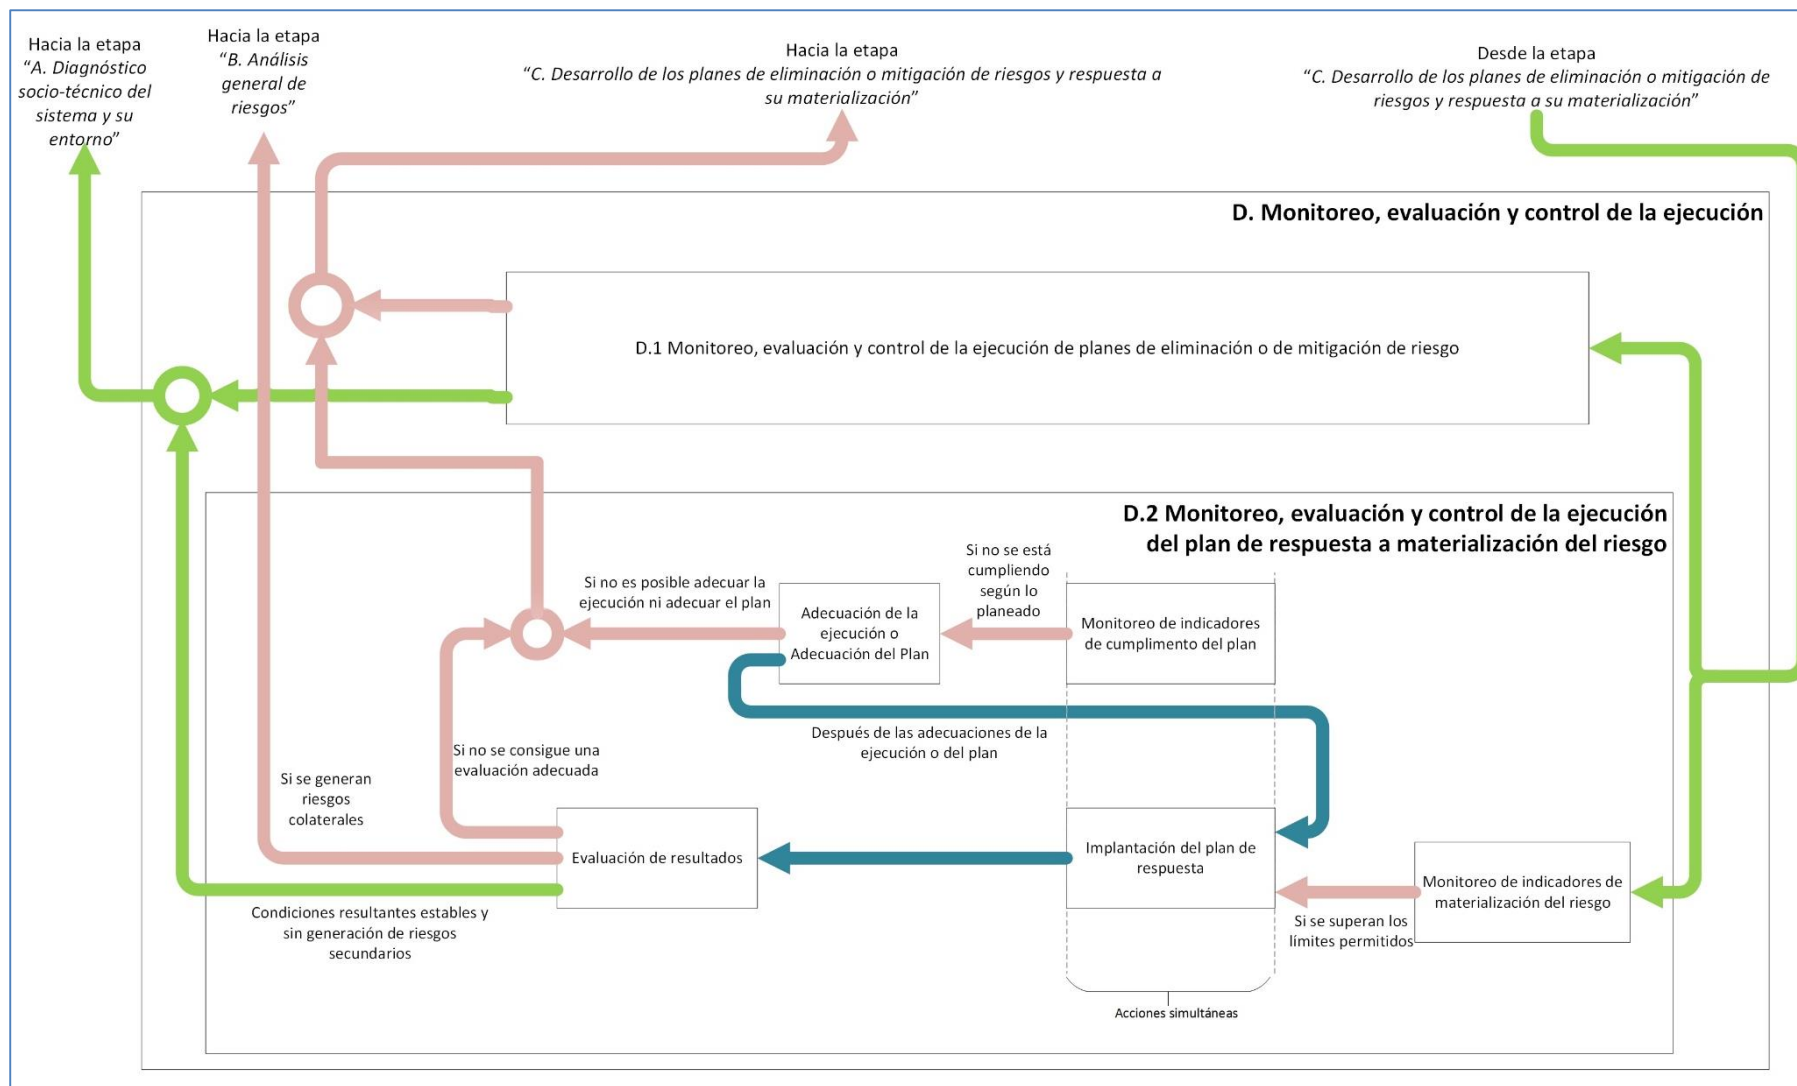 Hacia la etapa
“A. Diagnóstico
socio-técnico del
sistema y su
entorno”
Hacia la etapa
“B. Análisis
general de
riesgos”
Hacia la etapa
“C. Desarrollo de los planes de eliminación o mitigación de riesgos y respuesta a
su materialización”
Desde la etapa
“C. Desarrollo de los planes de eliminación o mitigación de
riesgos y respuesta a su materialización”
D. Monitoreo, evaluación y control de la ejecución
D.1 Monitoreo, evaluación y control de la ejecución de planes de eliminación o de mitigación de riesgo
D.2 Monitoreo, evaluación y control de la ejecución
del plan de respuesta a materialización del riesgo
Si no es posible adecuar la
ejecución ni adecuar el plan
Adecuación de la
ejecución o
Adecuación del Plan
Si no se está
cumpliendo
según lo
planeado
Monitoreo de indicadores
de cumplimento del plan
Después de las adecuaciones de la
ejecución o del plan
Si no se consigue una
evaluación adecuada
Si se generan
riesgos
colaterales
Evaluación de resultados
Implantación del plan de
respuesta
Monitoreo de indicadores de
materialización del riesgo
Si se superan los
límites permitidos
Condiciones resultantes estables y
sin generación de riesgos
secundarios
Acciones simultáneas